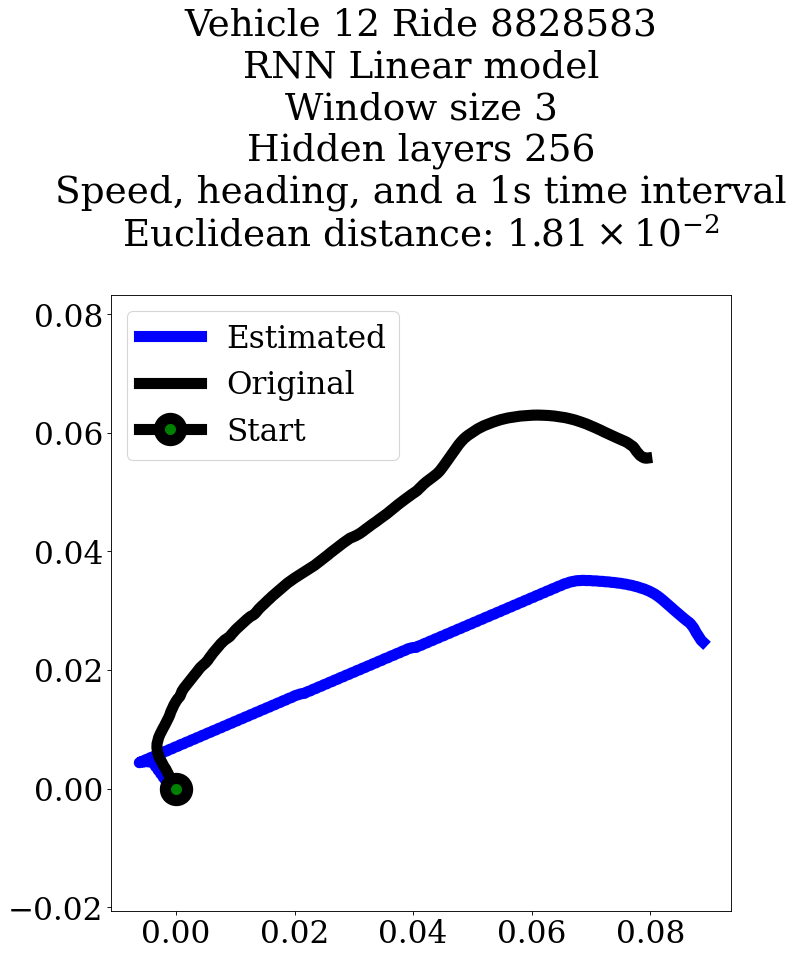 Vehicle 12 Ride 8828583
RNN Linear model
Window size 3
Hidden layers 256
Speed, heading, and a 1s time interval
Euclidean distance: 1.81 × 10⁻²
Estimated
Original
Start
0.08
0.06
0.04
0.02
0.00
−0.02
0.00 0.02 0.04 0.06 0.08